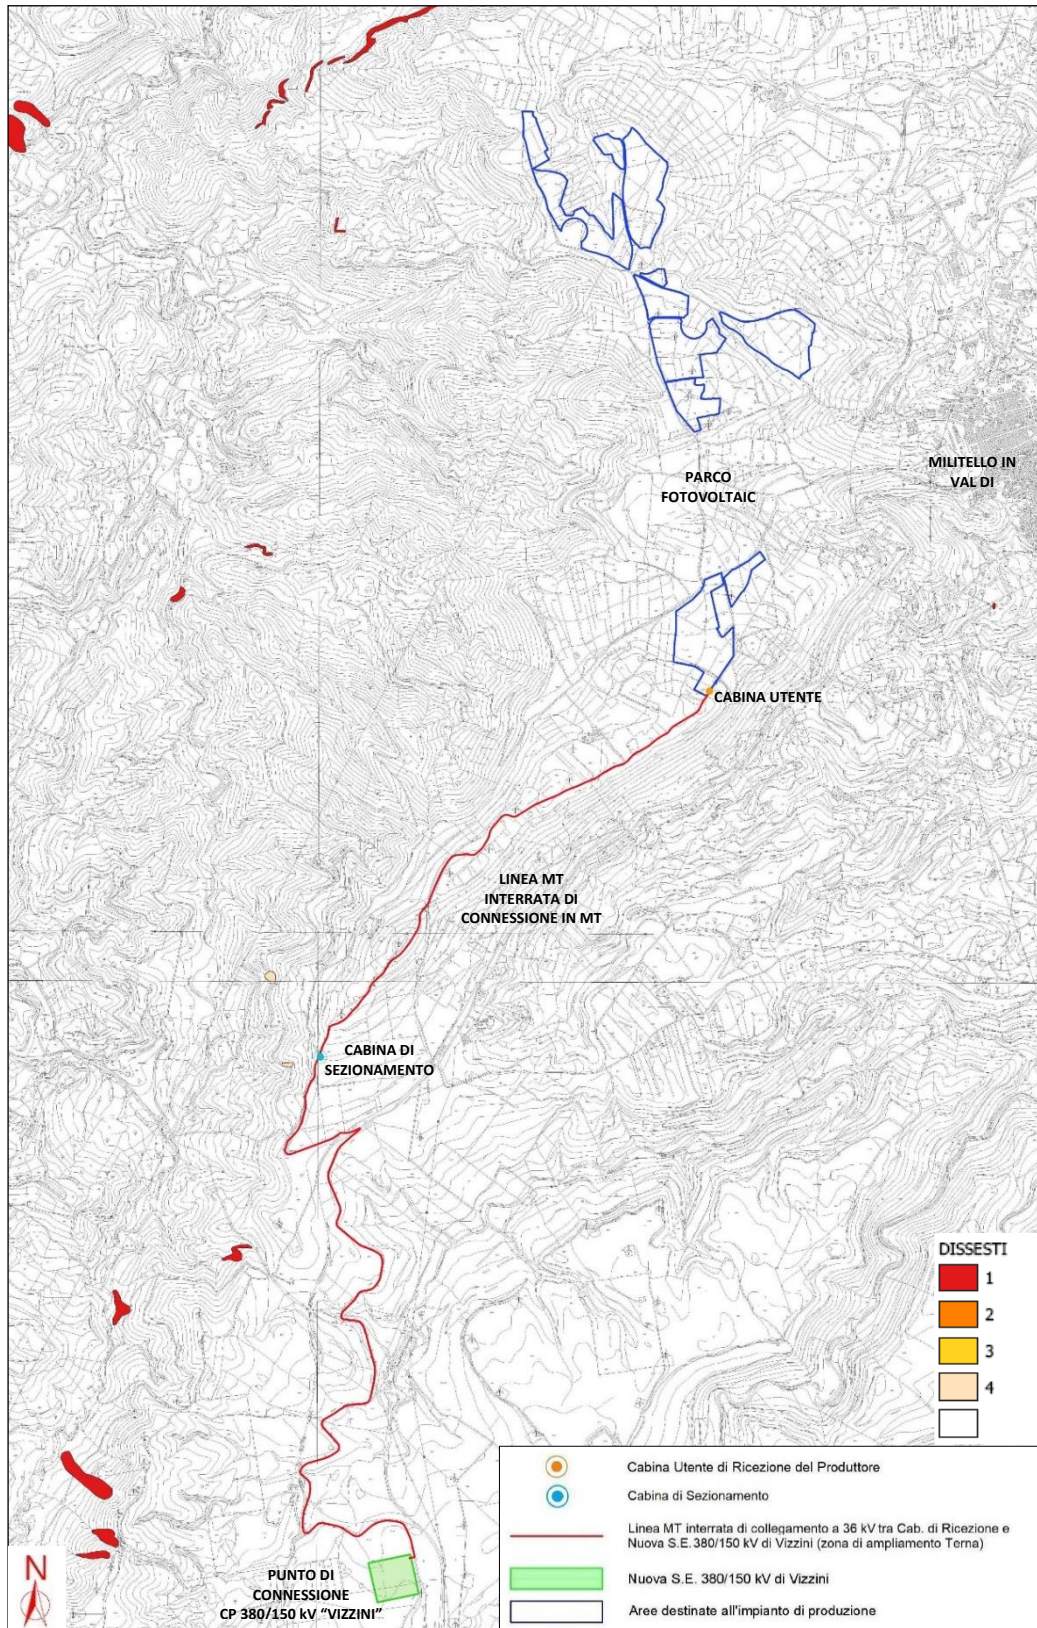 MILITELLO IN
VAL DI
PARCO
FOTOVOLTAIC
CABINA UTENTE
LINEA MT
INTERRATA DI
CONNESSIONE IN MT
CABINA DI
SEZIONAMENTO
DISSESTI
1
2
3
4
Cabina Utente di Ricezione del Produttore
Cabina di Sezionamento
Linea MT interrata di collegamento a 36 kV tra Cab. di Ricezione e
Nuova S.E. 380/150 kV di Vizzini (zona di ampliamento Terna)
Nuova S.E. 380/150 kV di Vizzini
Aree destinate all'impianto di produzione
N
PUNTO DI
CONNESSIONE
CP 380/150 kV "VIZZINI"